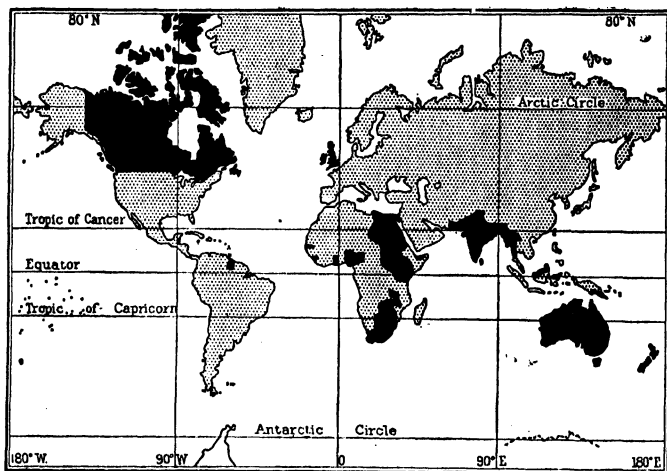 80° N
80° N
Arctic Circle
Tropic of Cancer
Equator
Tropic of Capricorn
Antarctic Circle
180° W.
90° W
0
90° E
180° E